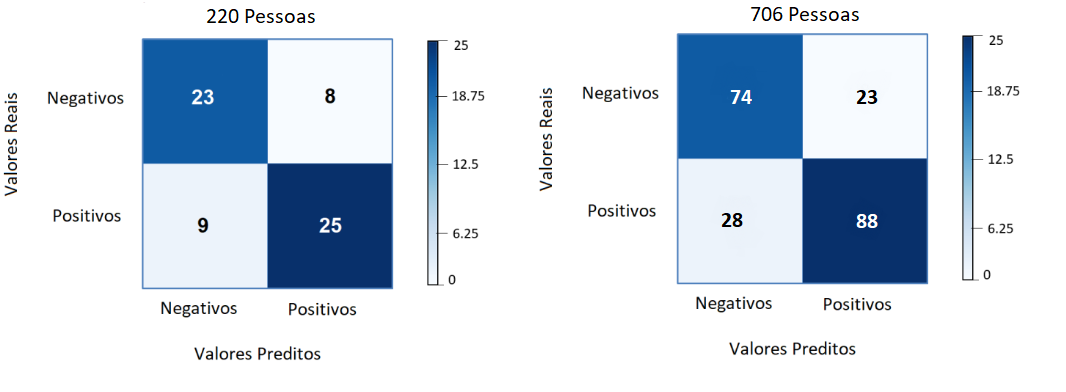 220 Pessoas
Valores Reais
Negativos
Positivos
23
8
9
25
Negativos
Positivos
Valores Preditos
25
18.75
12.5
6.25
0
706 Pessoas
Valores Reais
Negativos
Positivos
74
23
28
88
Negativos
Positivos
Valores Preditos
25
18.75
12.5
6.25
0